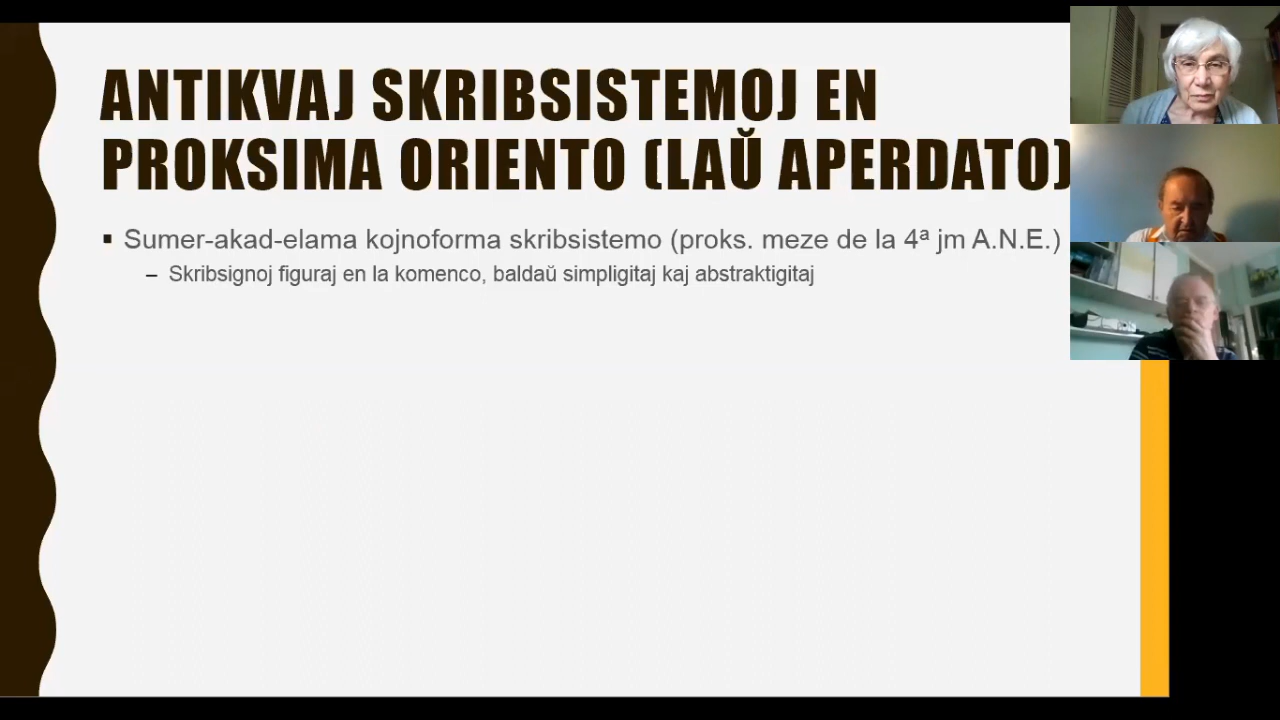 ANTIKVAJ SKRIBSISTEMOJ EN
PROKSIMA ORIENTO (LAŬ APERDATO)
▪ Sumer-akad-elama kojnoforma skribsistemo (proks. meze de la 4ª jm A.N.E.)
– Skribsignoj figuraj en la komenco, baldaŭ simpligitaj kaj abstraktigitaj